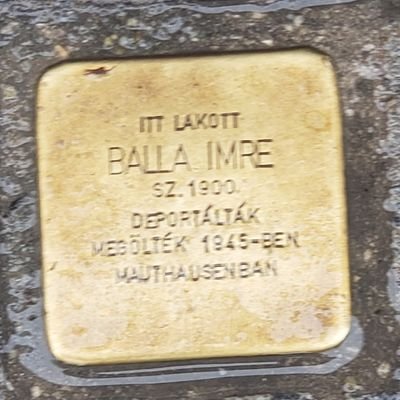 ITT LAKOTT
BALLA IMRE
SZ. 1900.
DEPORTÁLTÁK
MEGÖLTÉK 1945-BEN
MAUTHAUSENBAN